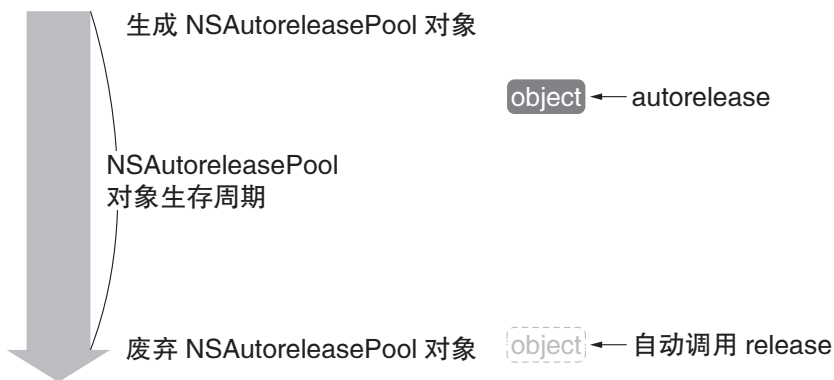 生成 NSAutoreleasePool 对象
object
autorelease
NSAutoreleasePool
对象生存周期
废弃 NSAutoreleasePool 对象
object
自动调用 release